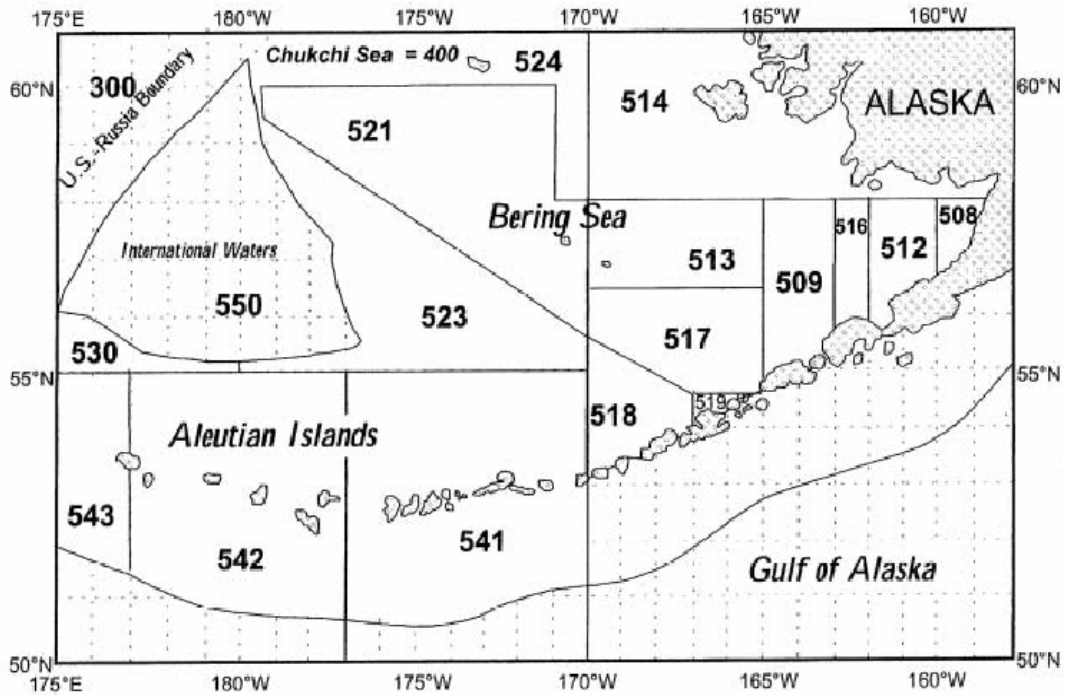 175°E 180°W 175°W 170°W 165°W 160°W
Chukchi Sea = 400
524
300
60°N
60°N
514
ALASKA
U.S.-Russia Boundary
521
Bering Sea
508
516
International Waters
513
512
509
550
523
517
530
55°N
55°N
518
519
Aleutian Islands
543
542
541
Gulf of Alaska
50°N
50°N
175°E 180°W 175°W 170°W 165°W 160°W